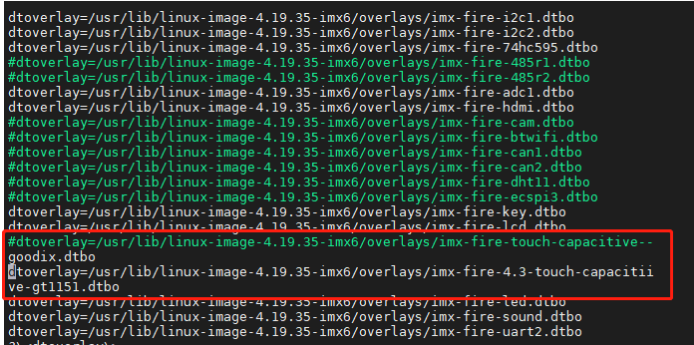 dtoverlay=/usr/lib/linux-image-4.19.35-imx6/overlays/imx-fire-i2c1.dtbo
dtoverlay=/usr/lib/linux-image-4.19.35-imx6/overlays/imx-fire-i2c2.dtbo
dtoverlay=/usr/lib/linux-image-4.19.35-imx6/overlays/imx-fire-74hc595.dtbo
#dtoverlay=/usr/lib/linux-image-4.19.35-imx6/overlays/imx-fire-485r1.dtbo
#dtoverlay=/usr/lib/linux-image-4.19.35-imx6/overlays/imx-fire-485r2.dtbo
dtoverlay=/usr/lib/linux-image-4.19.35-imx6/overlays/imx-fire-adc1.dtbo
dtoverlay=/usr/lib/linux-image-4.19.35-imx6/overlays/imx-fire-hdmi.dtbo
#dtoverlay=/usr/lib/linux-image-4.19.35-imx6/overlays/imx-fire-cam.dtbo
#dtoverlay=/usr/lib/linux-image-4.19.35-imx6/overlays/imx-fire-btwifi.dtbo
#dtoverlay=/usr/lib/linux-image-4.19.35-imx6/overlays/imx-fire-can1.dtbo
#dtoverlay=/usr/lib/linux-image-4.19.35-imx6/overlays/imx-fire-can2.dtbo
#dtoverlay=/usr/lib/linux-image-4.19.35-imx6/overlays/imx-fire-dht11.dtbo
#dtoverlay=/usr/lib/linux-image-4.19.35-imx6/overlays/imx-fire-ecspi3.dtbo
dtoverlay=/usr/lib/linux-image-4.19.35-imx6/overlays/imx-fire-key.dtbo
dtoverlay=/usr/lib/linux-image-4.19.35-imx6/overlays/imx-fire-lcd.dtbo
#dtoverlay=/usr/lib/linux-image-4.19.35-imx6/overlays/imx-fire-touch-capacitive--
goodix.dtbo
dtoverlay=/usr/lib/linux-image-4.19.35-imx6/overlays/imx-fire-4.3-touch-capacitii
ve-gt1151.dtbo
dtoverlay=/usr/lib/linux-image-4.19.35-imx6/overlays/imx-fire-led.dtbo
dtoverlay=/usr/lib/linux-image-4.19.35-imx6/overlays/imx-fire-sound.dtbo
dtoverlay=/usr/lib/linux-image-4.19.35-imx6/overlays/imx-fire-uart2.dtbo